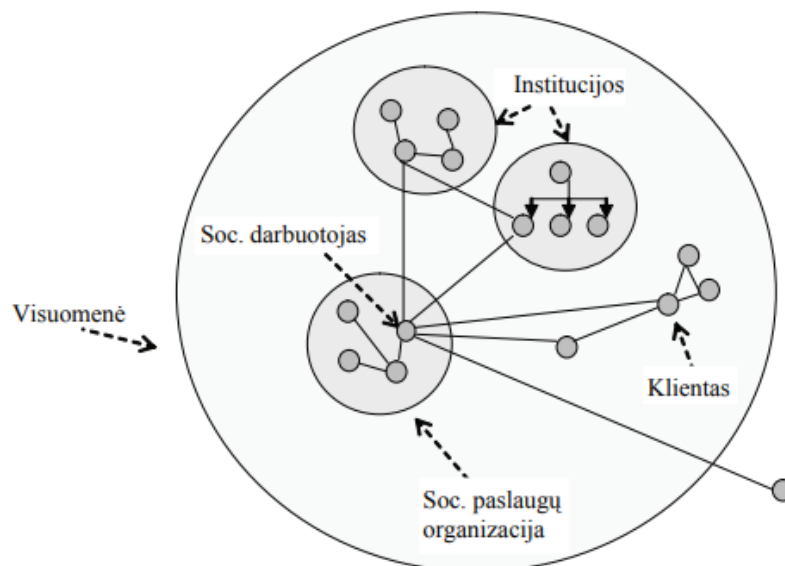 Institucijos
Soc. darbuotojas
Visuomenė
Klientas
Soc. paslaugų
organizacija